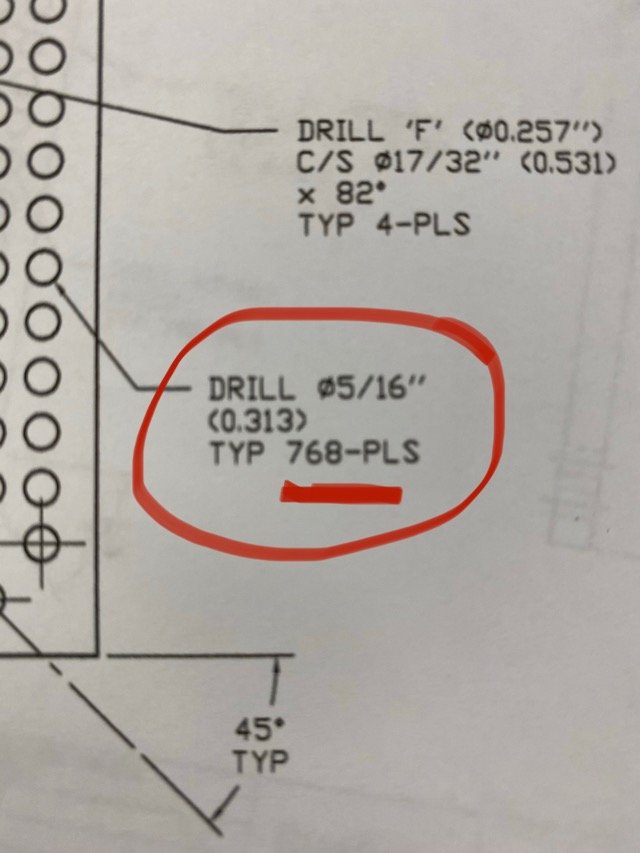 DRILL 'F' (ø0.257")
C/S ø17/32" (0.531)
x 82°
TYP 4-PLS
DRILL ø5/16"
(0.313)
TYP 768-PLS
45°
TYP